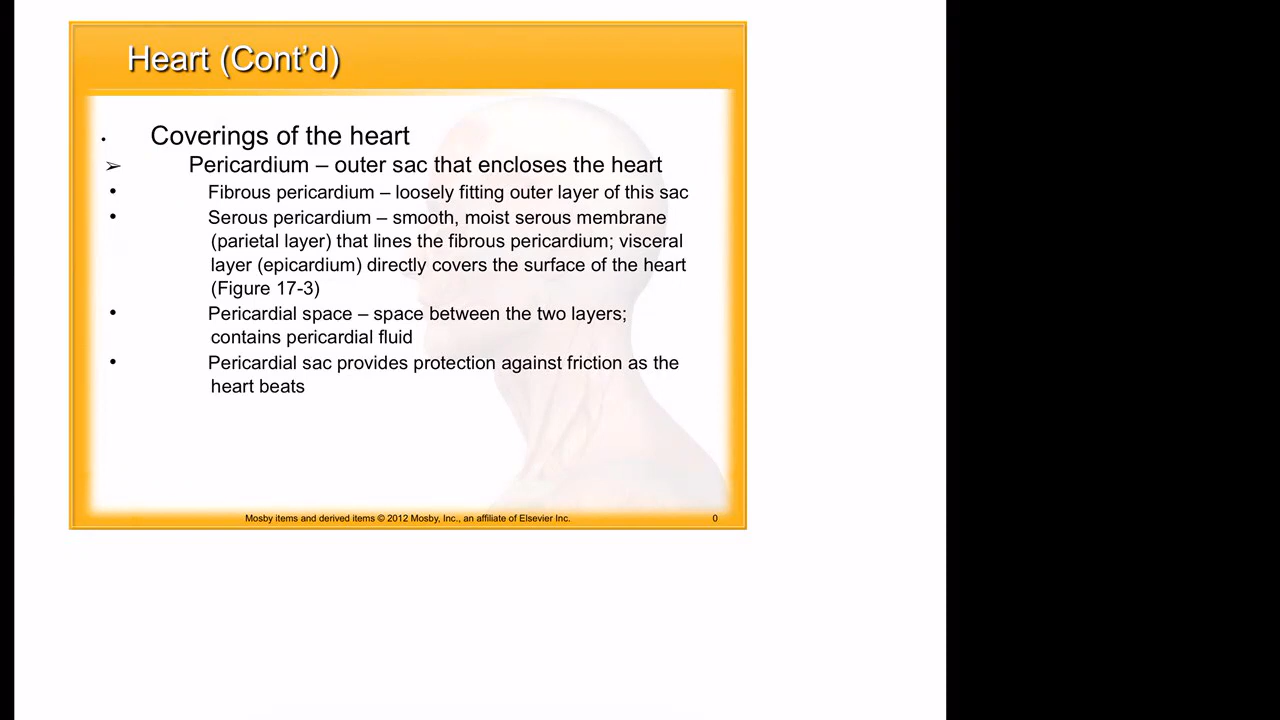 Heart (Cont’d)
• Coverings of the heart
➢ Pericardium – outer sac that encloses the heart
• Fibrous pericardium – loosely fitting outer layer of this sac
• Serous pericardium – smooth, moist serous membrane
(parietal layer) that lines the fibrous pericardium; visceral
layer (epicardium) directly covers the surface of the heart
(Figure 17-3)
• Pericardial space – space between the two layers;
contains pericardial fluid
• Pericardial sac provides protection against friction as the
heart beats
Mosby items and derived items © 2012 Mosby, Inc., an affiliate of Elsevier Inc. 0